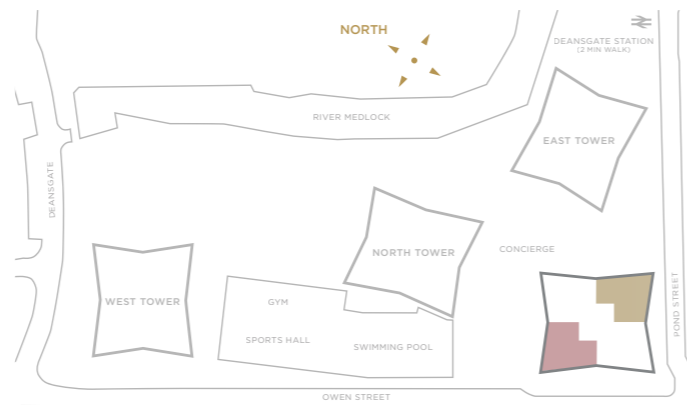 NORTH
DEANSGATE STATION
(2 MIN WALK)
RIVER MEDLOCK
EAST TOWER
DEANSGATE
NORTH TOWER
CONCIERGE
WEST TOWER
GYM
SPORTS HALL
SWIMMING POOL
POND STREET
OWEN STREET